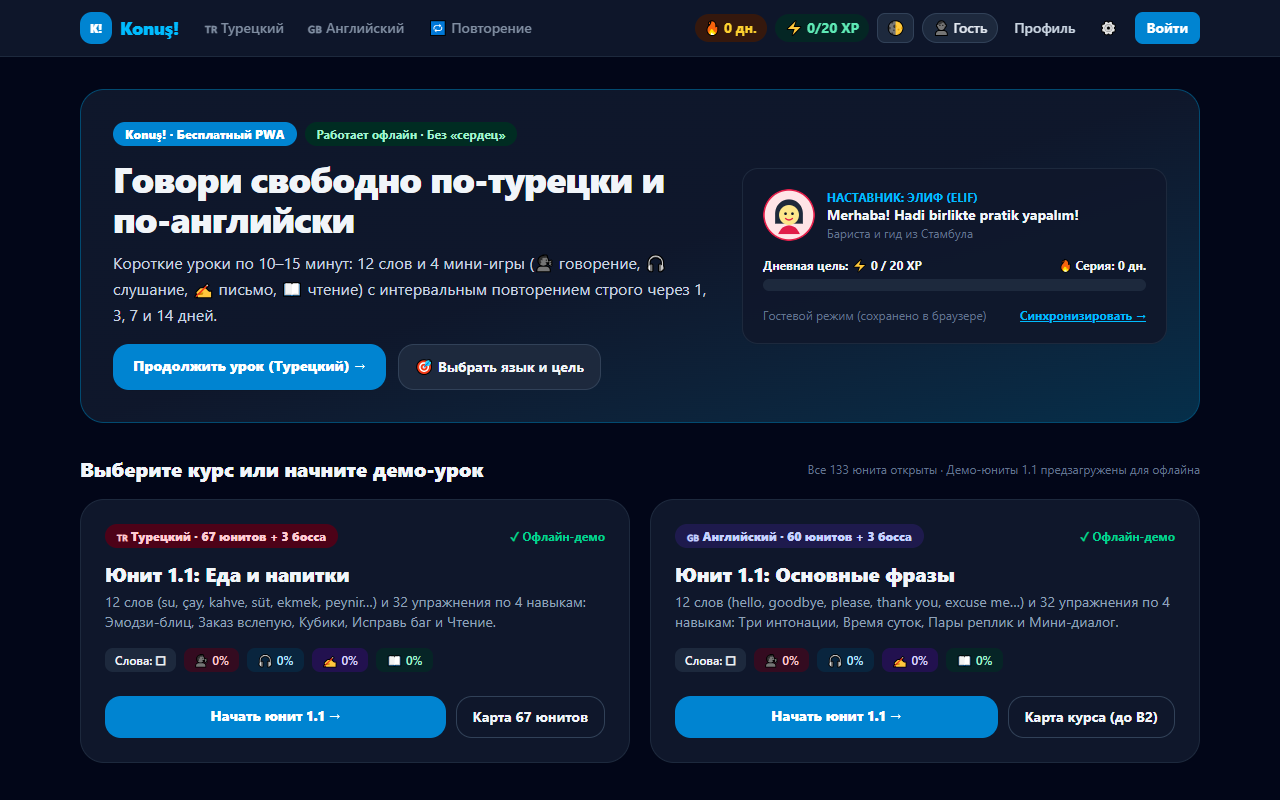 K! Konuş! TR Турецкий GB Английский Повторение 0 дн. 0/20 XP Гость Профиль Войти
Konuş! · Бесплатный PWA Работает офлайн · Без «сердец»
Говори свободно по-турецки и
по-английски
Короткие уроки по 10–15 минут: 12 слов и 4 мини-игры (🗣 говорение, 🎧
слушание, ✍ письмо, 📖 чтение) с интервальным повторением строго через 1,
3, 7 и 14 дней.
Продолжить урок (Турецкий) → 🎯 Выбрать язык и цель
НАСТАВНИК: ЭЛИФ (ELIF)
Merhaba! Hadi birlikte pratik yapalım!
Бариста и гид из Стамбула
Дневная цель: ⚡ 0 / 20 XP 🔥 Серия: 0 дн.
Гостевой режим (сохранено в браузере) Синхронизировать →
Выберите курс или начните демо-урок
Все 133 юнита открыты · Демо-юниты 1.1 предзагружены для офлайна
TR Турецкий · 67 юнитов + 3 босса ✓ Офлайн-демо
Юнит 1.1: Еда и напитки
12 слов (su, çay, kahve, süt, ekmek, peynir...) и 32 упражнения по 4 навыкам:
Эмодзи-блиц, Заказ вслепую, Кубики, Исправь баг и Чтение.
Слова: □ 🗣 0% 🎧 0% ✍ 0% 📖 0%
Начать юнит 1.1 → Карта 67 юнитов
GB Английский · 60 юнитов + 3 босса ✓ Офлайн-демо
Юнит 1.1: Основные фразы
12 слов (hello, goodbye, please, thank you, excuse me...) и 32 упражнения по 4
навыкам: Три интонации, Время суток, Пары реплик и Мини-диалог.
Слова: □ 🗣 0% 🎧 0% ✍ 0% 📖 0%
Начать юнит 1.1 → Карта курса (до B2)